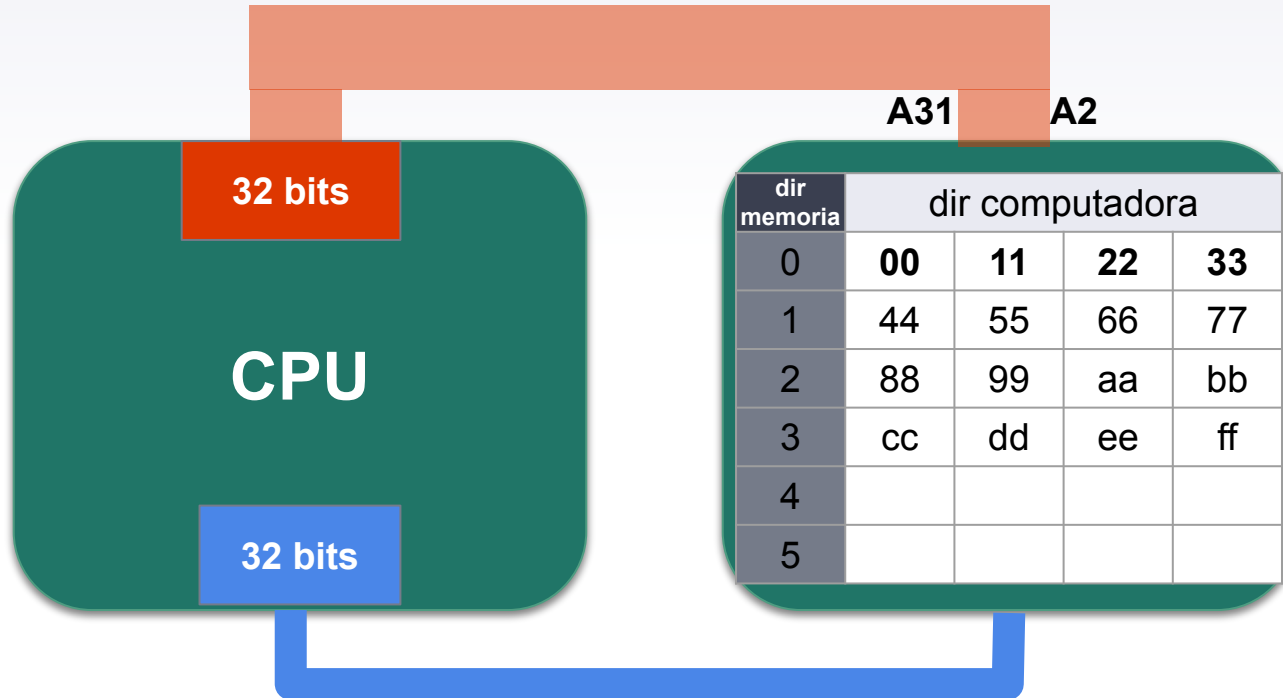 A31 A2
32 bits
CPU
32 bits
dir memoria dir computadora
0 00 11 22 33
1 44 55 66 77
2 88 99 aa bb
3 cc dd ee ff
4
5